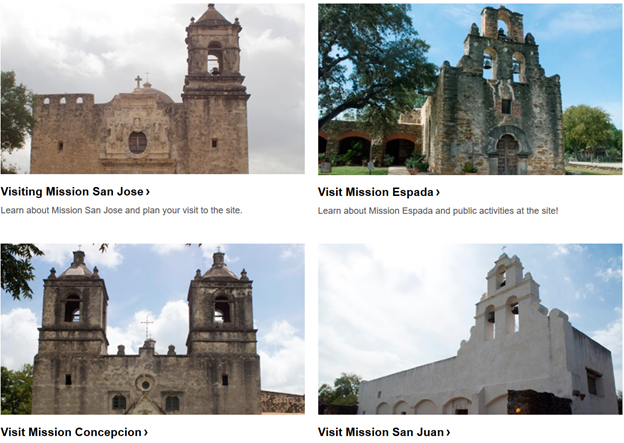 Visiting Mission San Jose ›
Visit Mission Espada ›
Learn about Mission San Jose and plan your visit to the site.
Learn about Mission Espada and public activities at the site!
Visit Mission Concepcion ›
Visit Mission San Juan ›